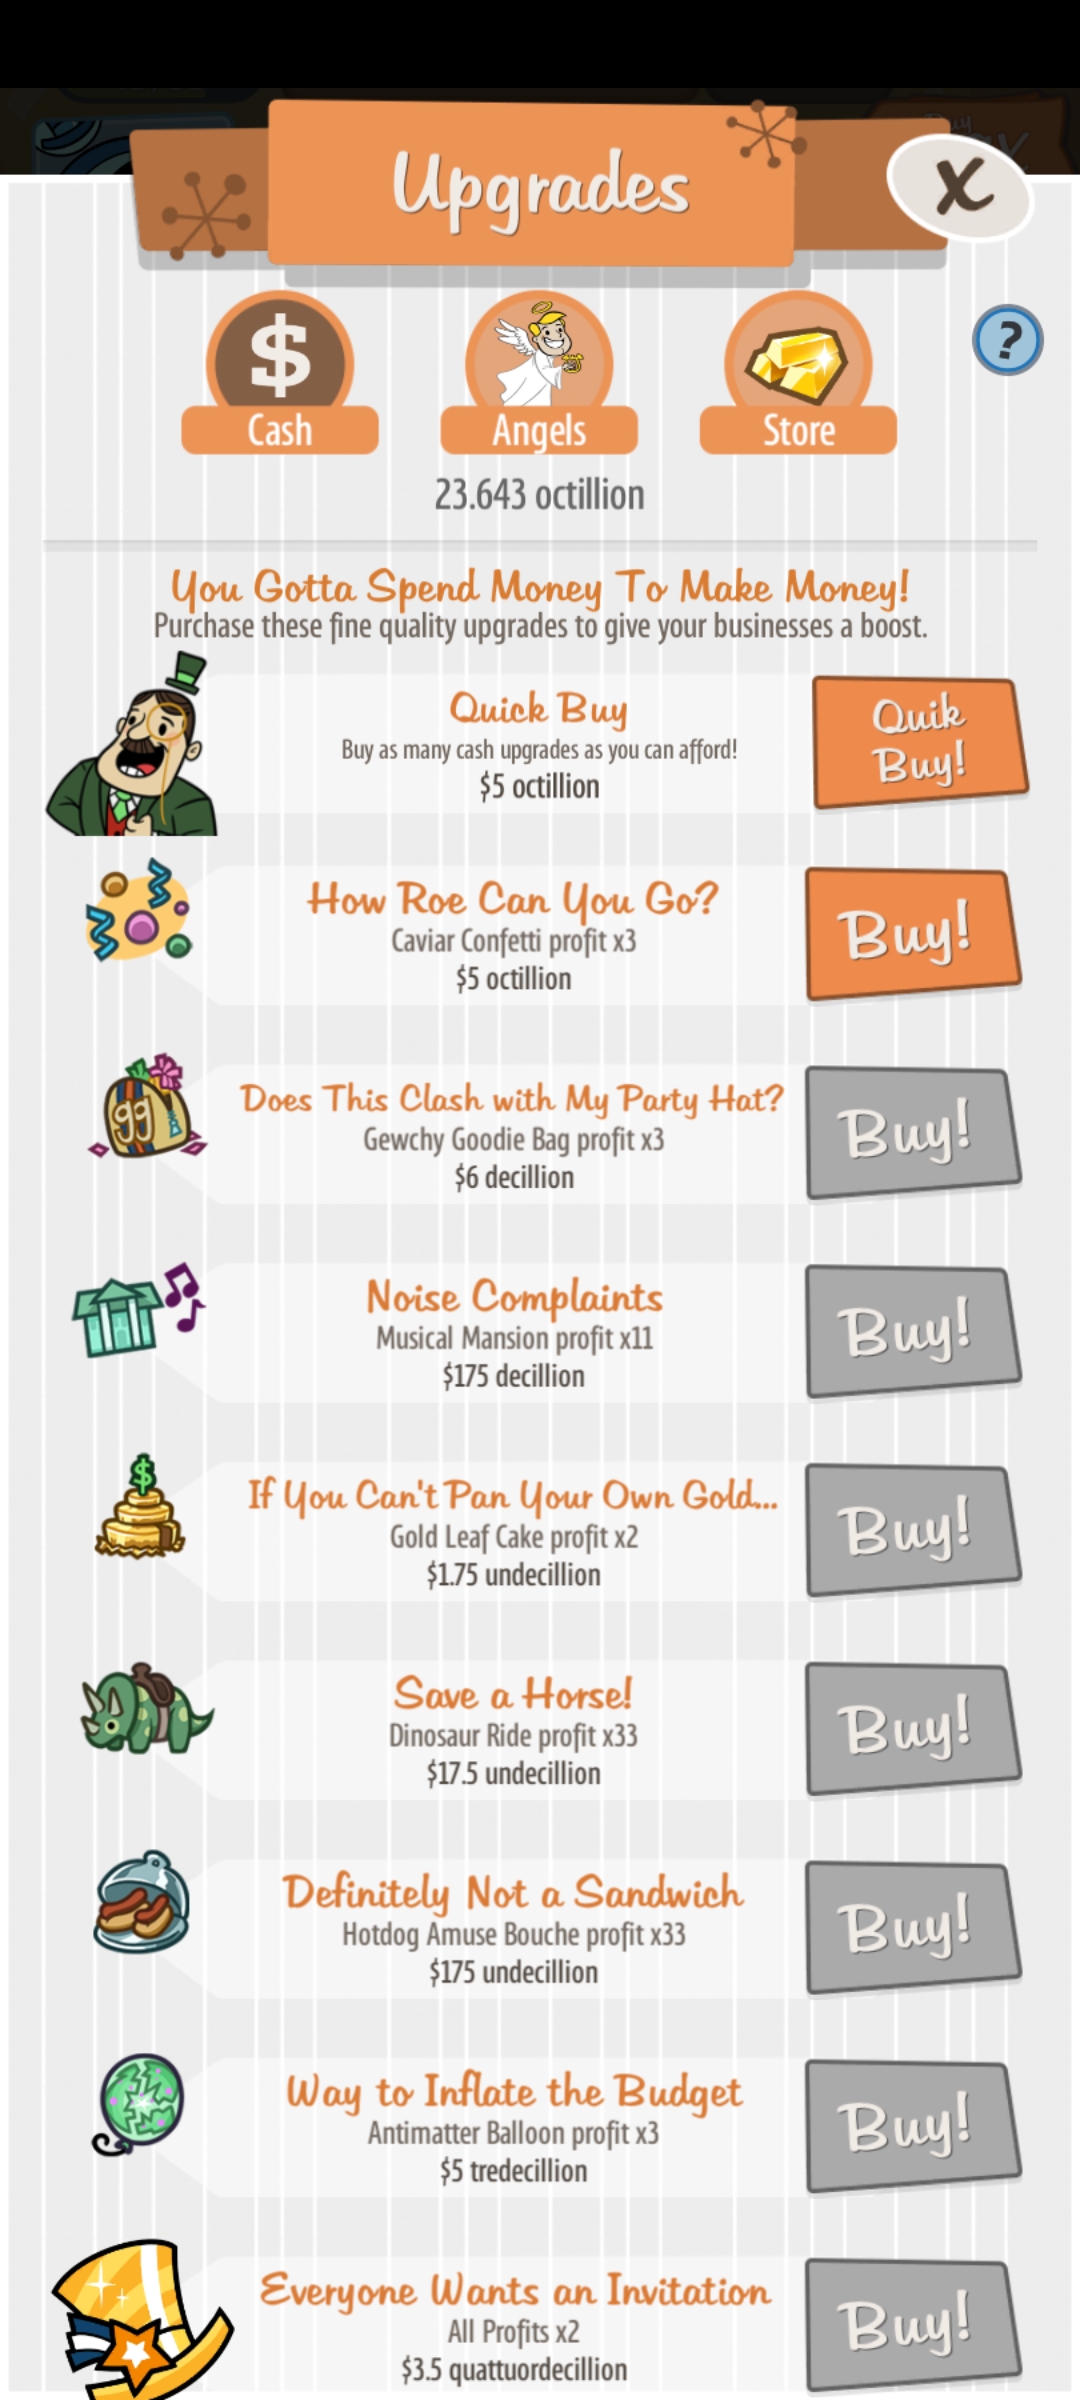 Upgrades
X
?
$
Cash
Angels
Store
23.643 octillion
You Gotta Spend Money To Make Money!
Purchase these fine quality upgrades to give your businesses a boost.
Quick Buy
Buy as many cash upgrades as you can afford!
$5 octillion
Quik
Buy!
How Roe Can You Go?
Caviar Confetti profit x3
$5 octillion
Buy!
gg
Does This Clash with My Party Hat?
Gewchy Goodie Bag profit x3
$6 decillion
Buy!
Noise Complaints
Musical Mansion profit x11
$175 decillion
Buy!
$
If You Can't Pan Your Own Gold...
Gold Leaf Cake profit x2
$1.75 undecillion
Buy!
Save a Horse!
Dinosaur Ride profit x33
$17.5 undecillion
Buy!
Definitely Not a Sandwich
Hotdog Amuse Bouche profit x33
$175 undecillion
Buy!
Way to Inflate the Budget
Antimatter Balloon profit x3
$5 tredecillion
Buy!
Everyone Wants an Invitation
All Profits x2
$3.5 quattuordecillion
Buy!